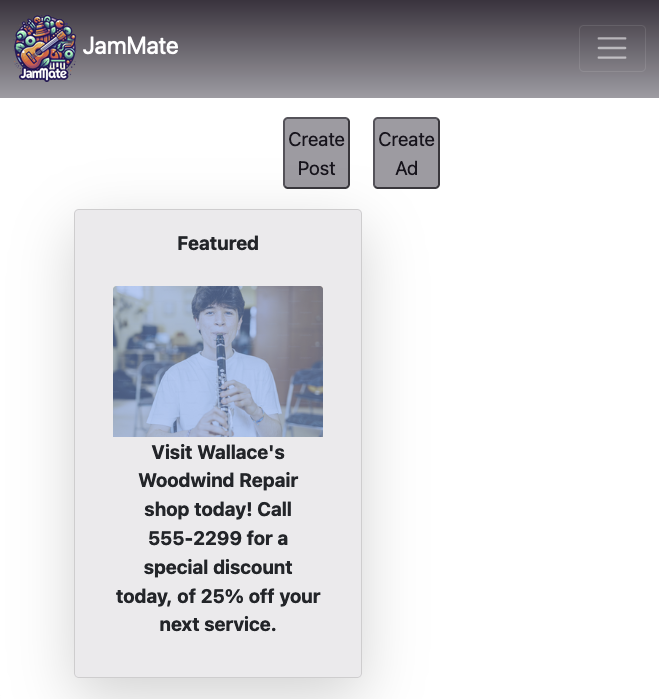 JamMate
JamMate
Create
Post
Create
Ad
Featured
Visit Wallace's
Woodwind Repair
shop today! Call
555-2299 for a
special discount
today, of 25% off your
next service.